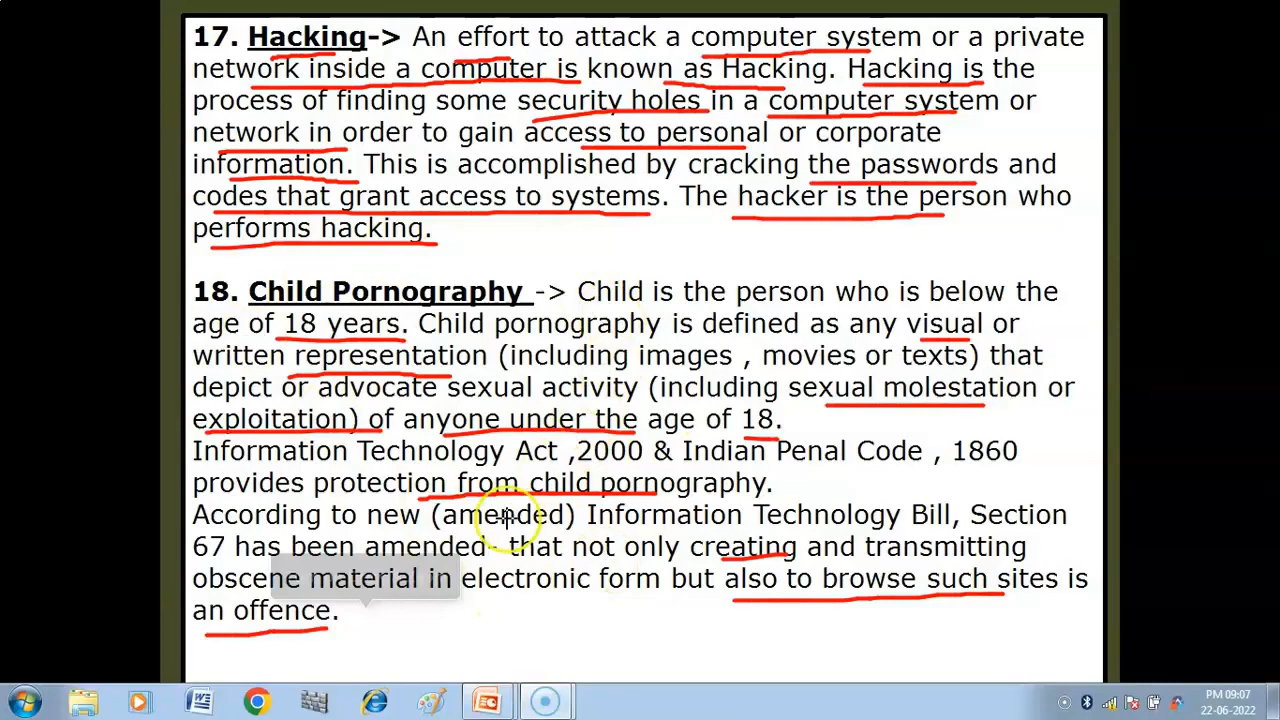 17. Hacking-> An effort to attack a computer system or a private
network inside a computer is known as Hacking. Hacking is the
process of finding some security holes in a computer system or
network in order to gain access to personal or corporate
information. This is accomplished by cracking the passwords and
codes that grant access to systems. The hacker is the person who
performs hacking.
18. Child Pornography -> Child is the person who is below the
age of 18 years. Child pornography is defined as any visual or
written representation (including images , movies or texts) that
depict or advocate sexual activity (including sexual molestation or
exploitation) of anyone under the age of 18.
Information Technology Act ,2000 & Indian Penal Code , 1860
provides protection from child pornography.
According to new (amended) Information Technology Bill, Section
67 has been amended- that not only creating and transmitting
obscene material in electronic form but also to browse such sites is
an offence.
PM 09:07
22-06-2022